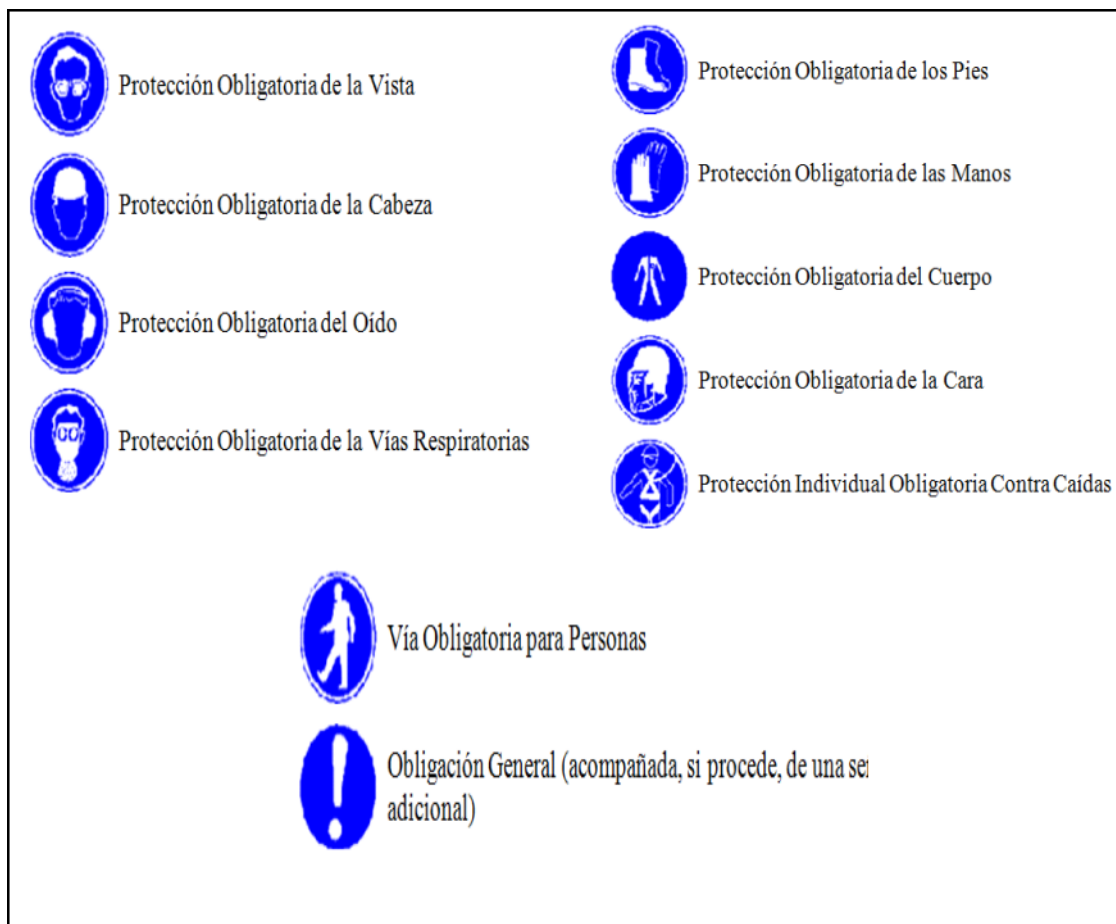 Protección Obligatoria de la Vista
Protección Obligatoria de la Cabeza
Protección Obligatoria del Oído
Protección Obligatoria de la Vías Respiratorias
Protección Obligatoria de los Pies
Protección Obligatoria de las Manos
Protección Obligatoria del Cuerpo
Protección Obligatoria de la Cara
Protección Individual Obligatoria Contra Caídas
Vía Obligatoria para Personas
Obligación General (acompañada, si procede, de una
adicional)